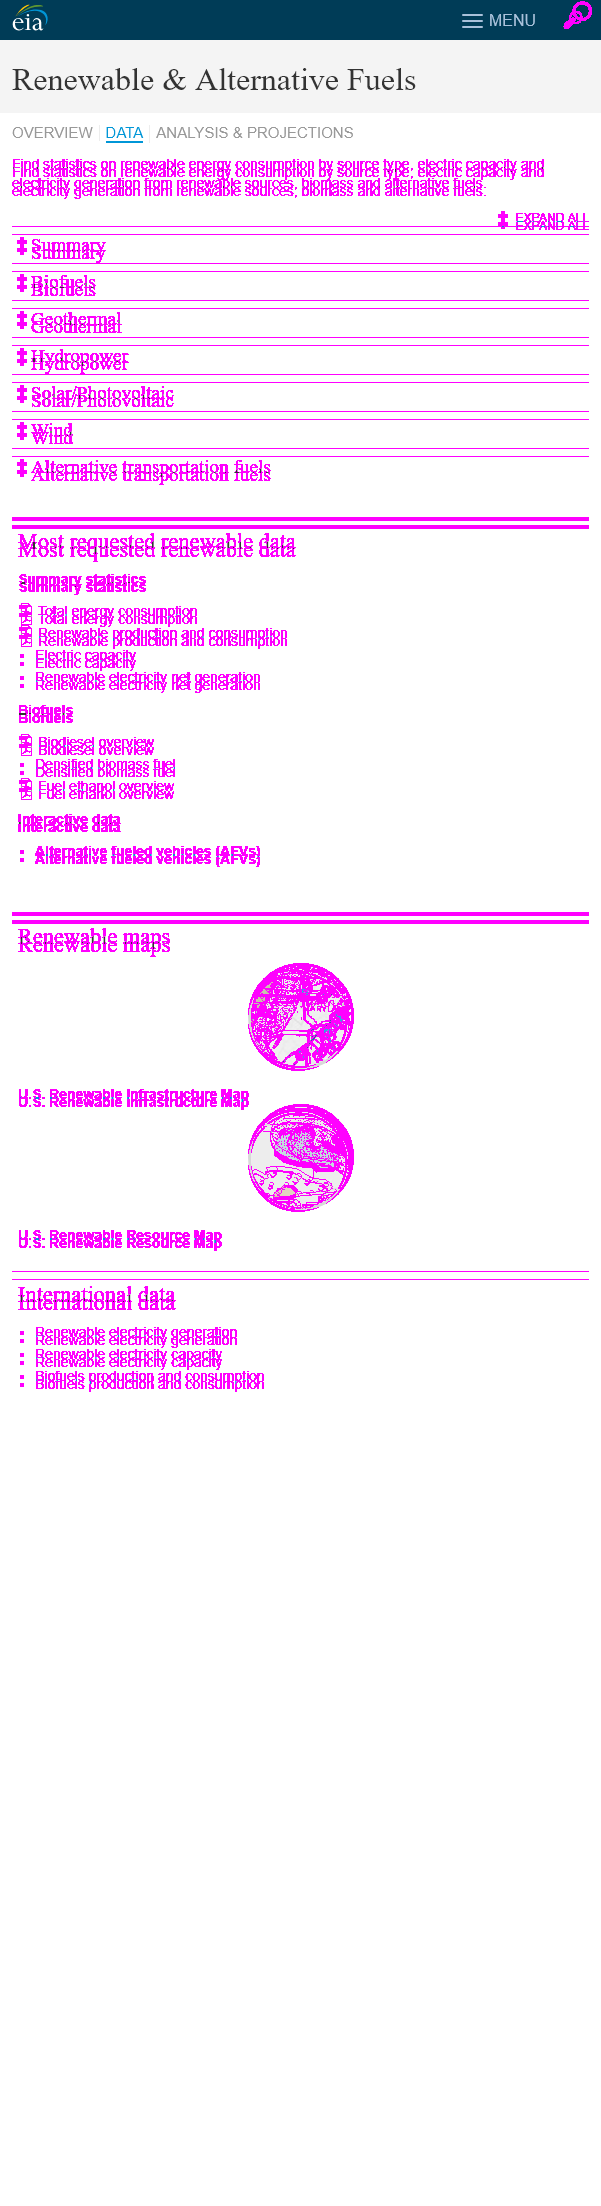 eia
MENU
Renewable & Alternative Fuels
OVERVIEW DATA ANALYSIS & PROJECTIONS
Find statistics on renewable energy consumption by source type, electric capacity and
electricity generation from renewable sources, biomass and alternative fuels.
EXPAND ALL
Summary
Biofuels
Geothermal
Hydropower
Solar/Photovoltaic
Wind
Alternative transportation fuels
Most requested renewable data
Summary statistics
Total energy consumption
Renewable production and consumption
Electric capacity
Renewable electricity net generation
Biofuels
Biodiesel overview
Densified biomass fuel
Fuel ethanol overview
Interactive data
Alternative fueled vehicles (AFVs)
Renewable maps
U.S. Renewable Infrastructure Map
U.S. Renewable Resource Map
International data
Renewable electricity generation
Renewable electricity capacity
Biofuels production and consumption